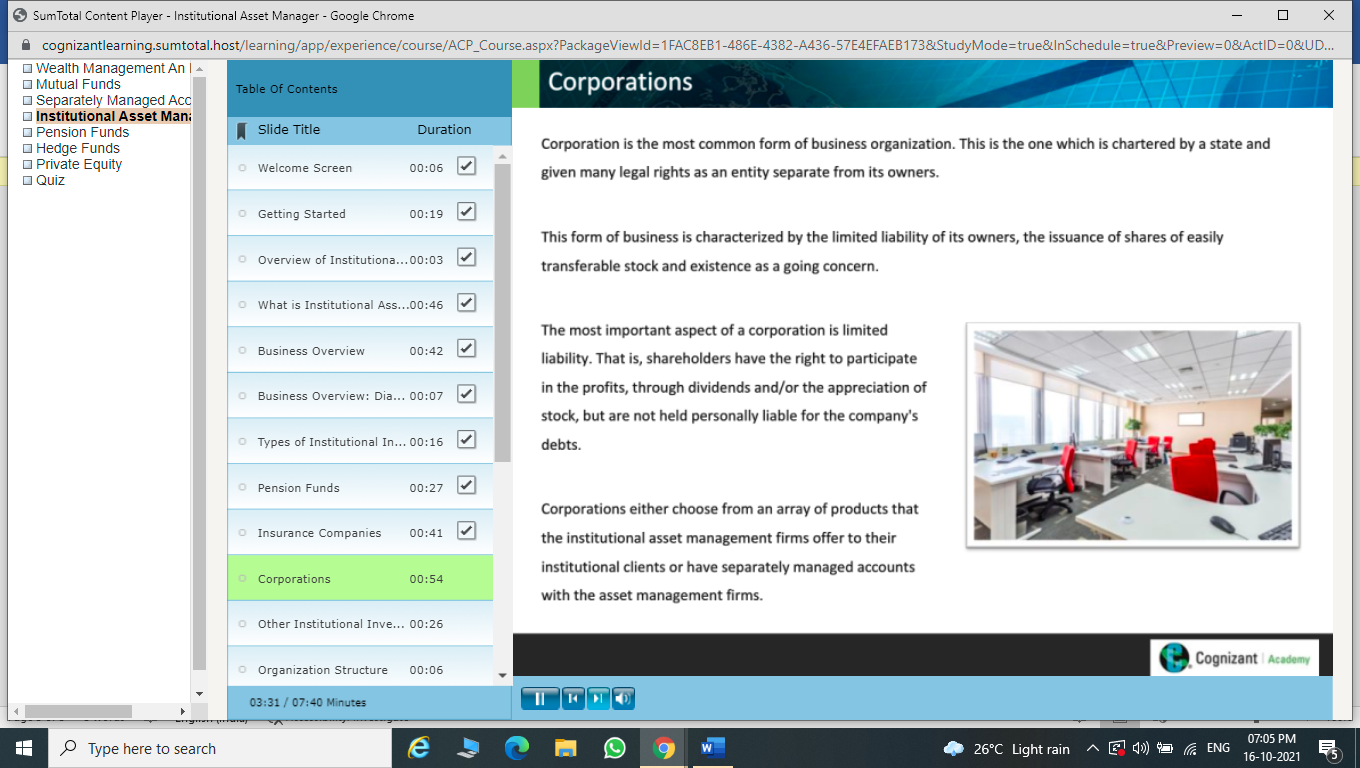 SumTotal Content Player - Institutional Asset Manager - Google Chrome
cognizantlearning.sumtotal.host/learning/app/experience/course/ACP_Course.aspx?PackageViewId=1FAC8EB1-486E-4382-A436-57E4EFAEB173&StudyMode=true&InSchedule=true&Preview=0&ActID=0&UD...
Wealth Management An
Mutual Funds
Separately Managed Acc
Institutional Asset Mana
Pension Funds
Hedge Funds
Private Equity
Quiz
Table Of Contents
Slide Title Duration
Welcome Screen 00:06
Getting Started 00:19
Overview of Institutiona...00:03
What is Institutional Ass...00:46
Business Overview 00:42
Business Overview: Dia... 00:07
Types of Institutional In... 00:16
Pension Funds 00:27
Insurance Companies 00:41
Corporations 00:54
Other Institutional Inve... 00:26
Organization Structure 00:06
03:31 / 07:40 Minutes
Corporations
Corporation is the most common form of business organization. This is the one which is chartered by a state and
given many legal rights as an entity separate from its owners.
This form of business is characterized by the limited liability of its owners, the issuance of shares of easily
transferable stock and existence as a going concern.
The most important aspect of a corporation is limited
liability. That is, shareholders have the right to participate
in the profits, through dividends and/or the appreciation of
stock, but are not held personally liable for the company's
debts.
Corporations either choose from an array of products that
the institutional asset management firms offer to their
institutional clients or have separately managed accounts
with the asset management firms.
Cognizant | Academy
Type here to search
26°C Light rain
ENG
07:05 PM
16-10-2021
5